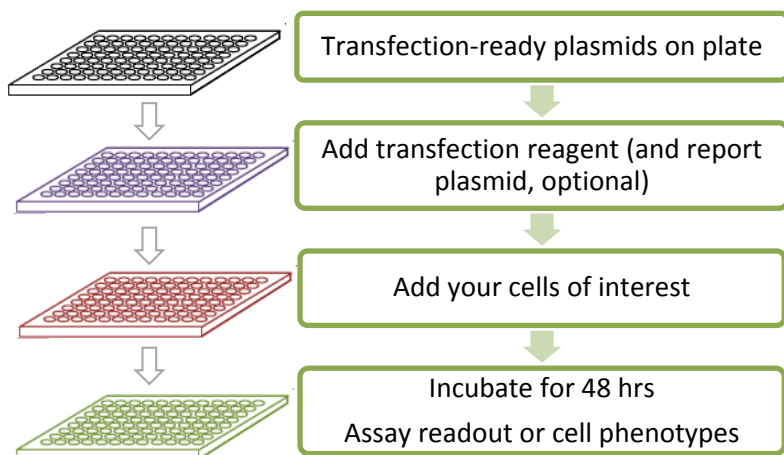 Transfection-ready plasmids on plate
Add transfection reagent (and report
plasmid, optional)
Add your cells of interest
Incubate for 48 hrs
Assay readout or cell phenotypes